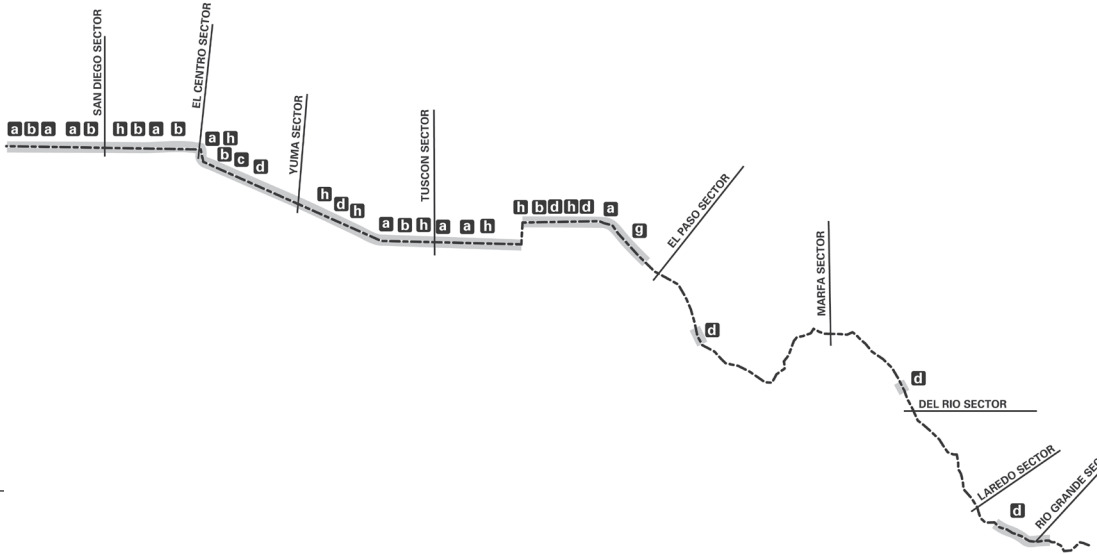 SAN DIEGO SECTOR
EL CENTRO SECTOR
YUMA SECTOR
TUSCON SECTOR
EL PASO SECTOR
MARFA SECTOR
DEL RIO SECTOR
LAREDO SECTOR
RIO GRANDE SEC
a b a a b h b a b
a h
b c d
h
d h
a b h a a h
h b d h d a
g
d
d
d